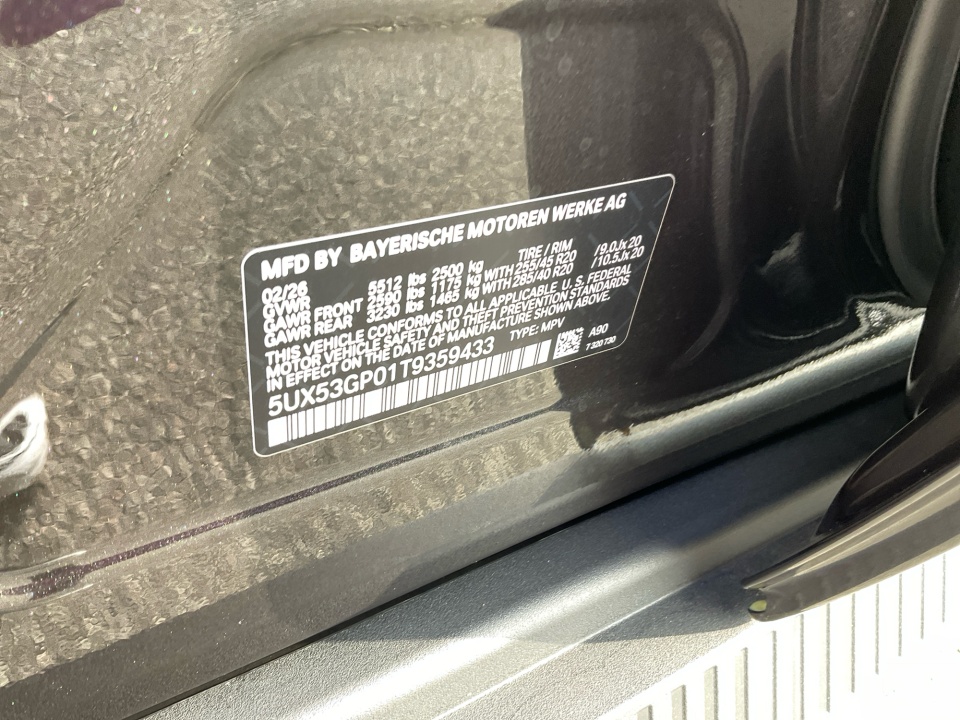 MFD BY BAYERISCHE MOTOREN WERKE AG
02/26
GVWR 5512 lbs 2500 kg TIRE / RIM
GAWR FRONT 2590 lbs 1175 kg WITH 255/45 R20 /9.0Jx20
GAWR REAR 3230 lbs 1465 kg WITH 285/40 R20 /10.5Jx20
THIS VEHICLE CONFORMS TO ALL APPLICABLE U. S. FEDERAL
MOTOR VEHICLE SAFETY AND THEFT PREVENTION STANDARDS
IN EFFECT ON THE DATE OF MANUFACTURE SHOWN ABOVE.
5UX53GP01T9359433 TYPE: MPV A90
T 320 730